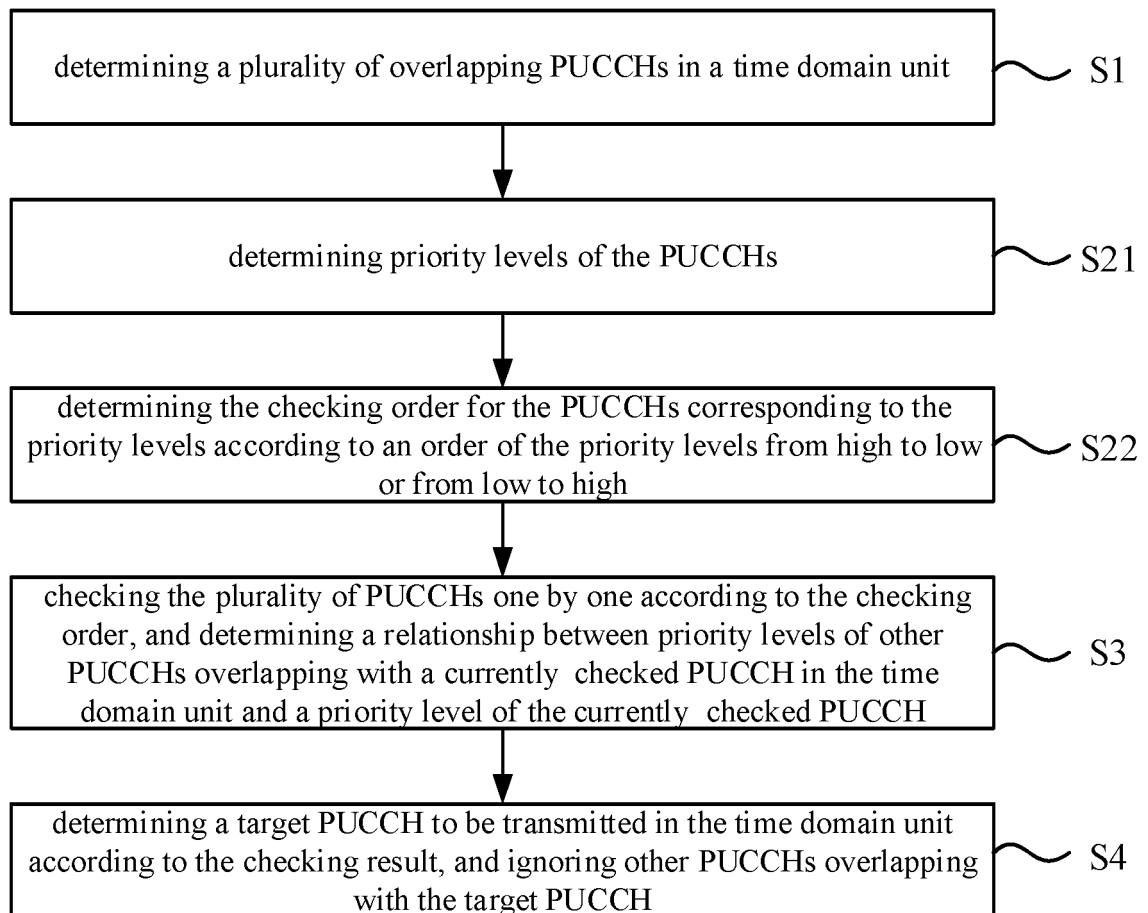 determining a plurality of overlapping PUCCHs in a time domain unit
S1
determining priority levels of the PUCCHs
S21
determining the checking order for the PUCCHs corresponding to the
priority levels according to an order of the priority levels from high to low
or from low to high
S22
checking the plurality of PUCCHs one by one according to the checking
order, and determining a relationship between priority levels of other
PUCCHs overlapping with a currently checked PUCCH in the time
domain unit and a priority level of the currently checked PUCCH
S3
determining a target PUCCH to be transmitted in the time domain unit
according to the checking result, and ignoring other PUCCHs overlapping
with the target PUCCH
S4